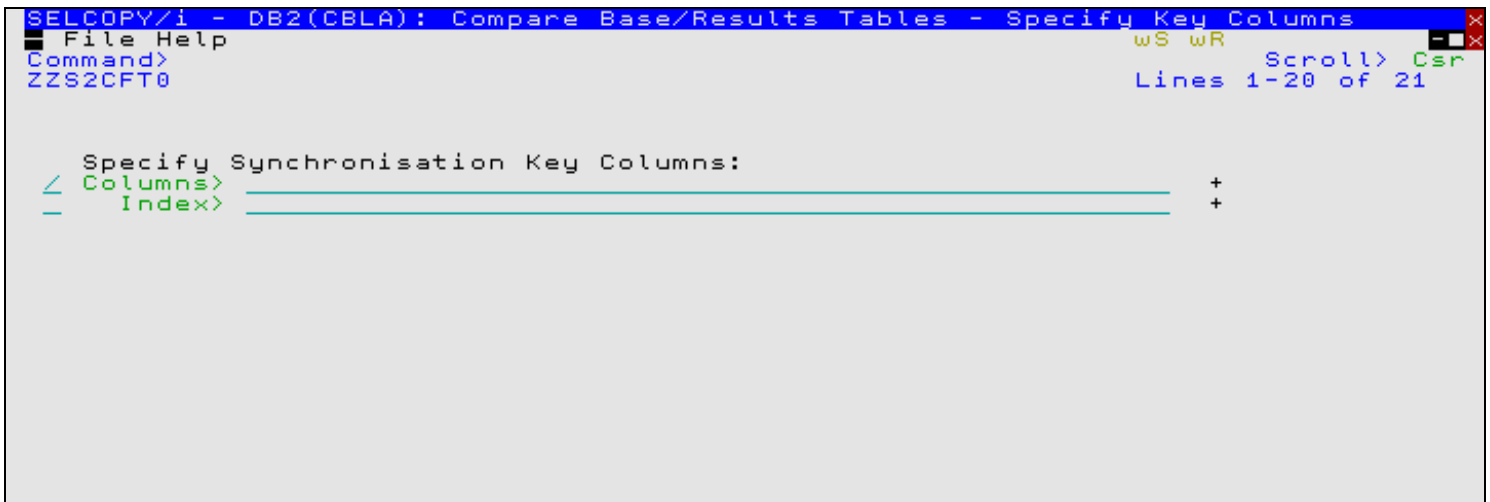 SELCOPY/i - DB2(CBLA): Compare Base/Results Tables - Specify Key Columns x
File Help wS wR - x
Command> Scroll> Csr
ZZS2CFT0 Lines 1-20 of 21
Specify Synchronisation Key Columns:
/ Columns> +
Index> +